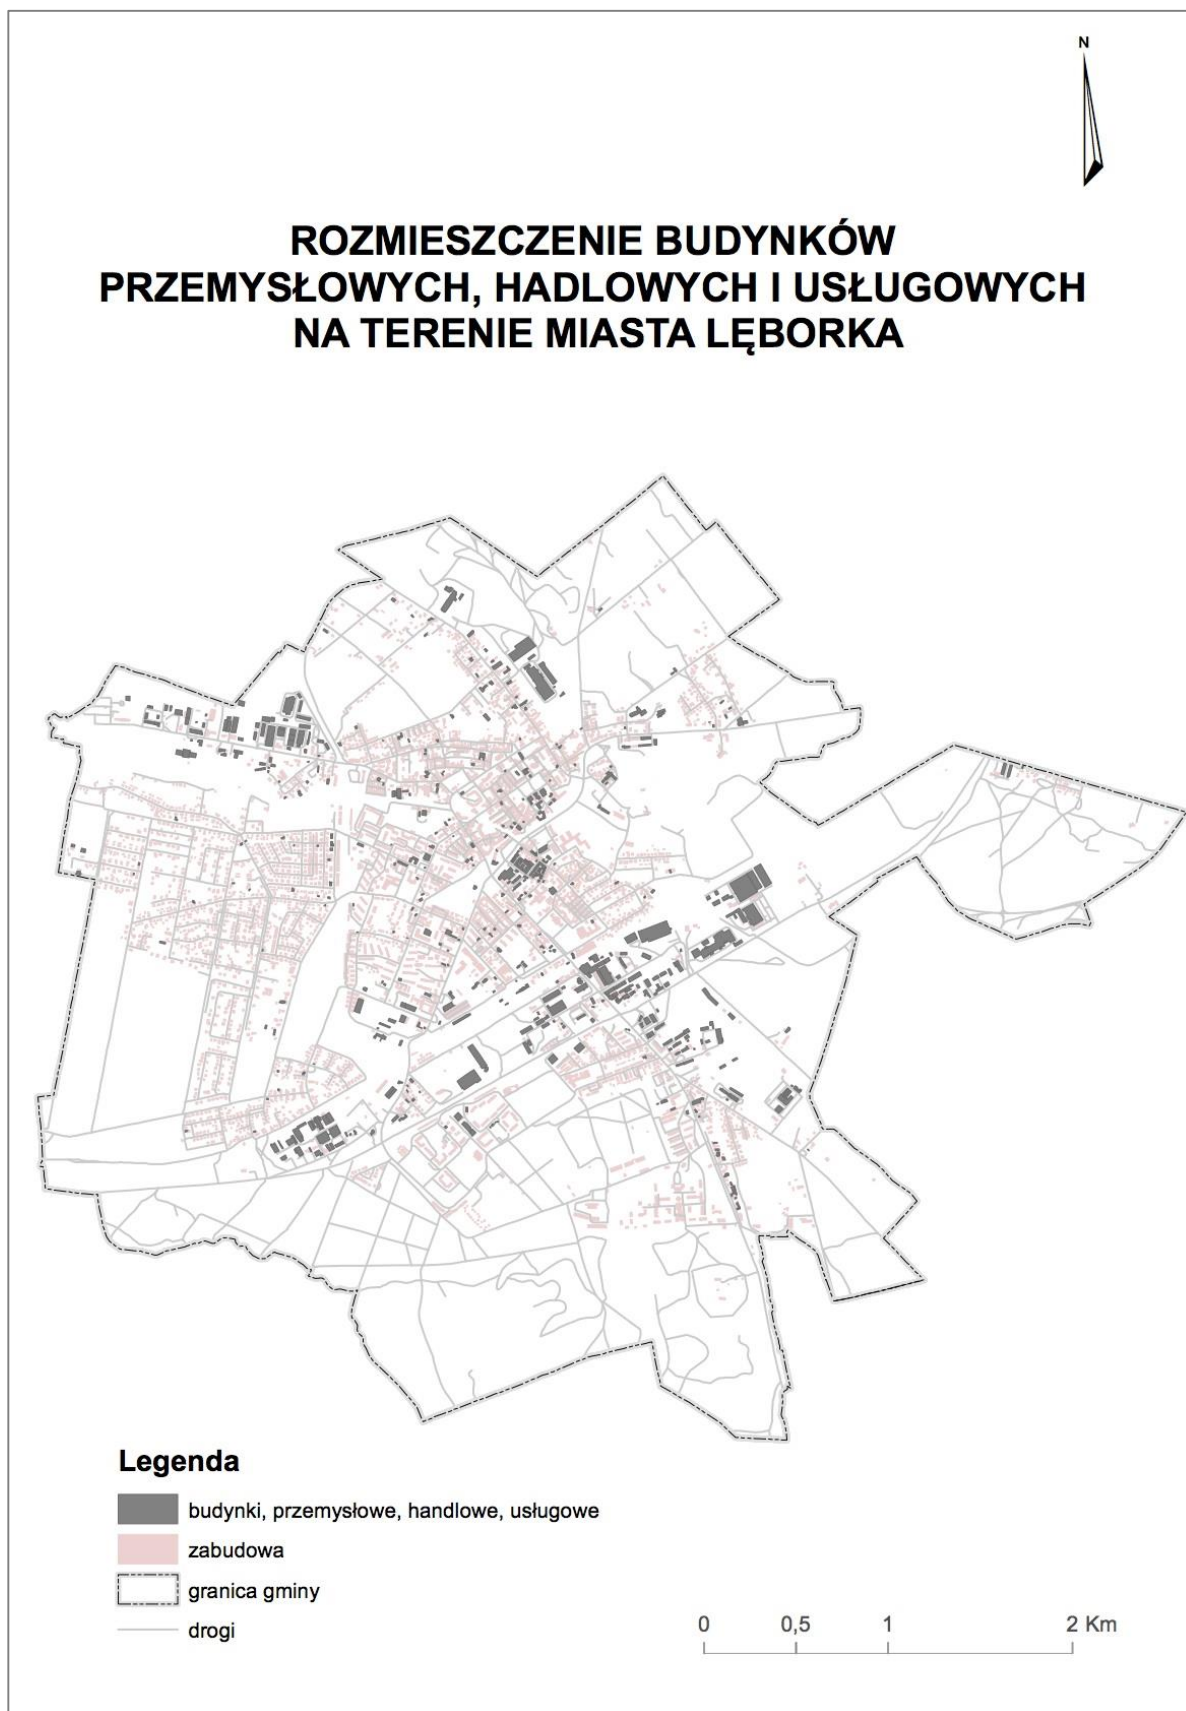 N
ROZMIESZCZENIE BUDYNKÓW
PRZEMYSŁOWYCH, HADLOWYCH I USŁUGOWYCH
NA TERENIE MIASTA LĘBORKA
Legenda
budynki, przemysłowe, handlowe, usługowe
zabudowa
granica gminy
drogi
0 0,5 1 2 Km